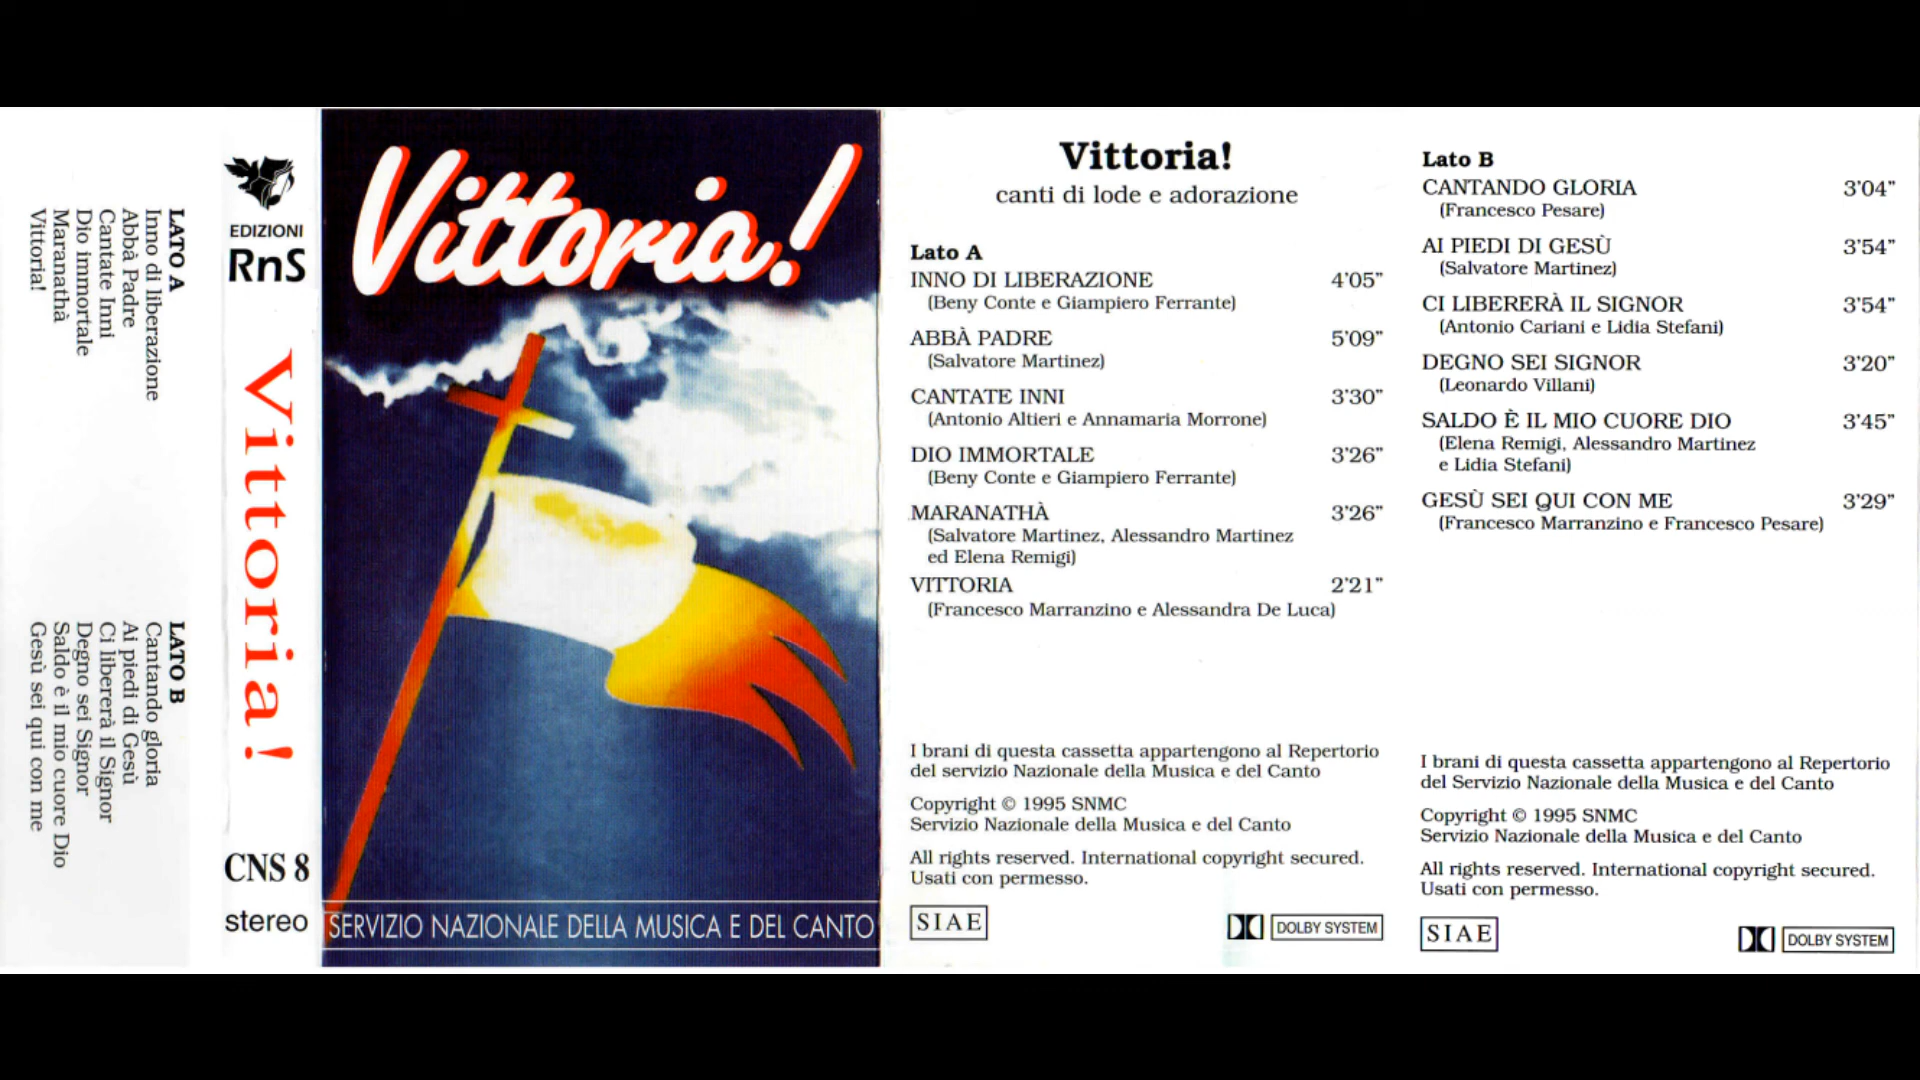 LATO A
Inno di liberazione
Abbà Padre
Cantate Inni
Dio immortale
Maranathà
Vittoria!
LATO B
Cantando gloria
Ai piedi di Gesù
Ci libererà il Signor
Degno sei Signor
Saldo è il mio cuore Dio
Gesù sei qui con me
EDIZIONI
RnS
Vittoria!
CNS 8
stereo
Vittoria!
SERVIZIO NAZIONALE DELLA MUSICA E DEL CANTO
Vittoria!
canti di lode e adorazione
Lato A
INNO DI LIBERAZIONE 4'05"
(Beny Conte e Giampiero Ferrante)
ABBÀ PADRE 5'09"
(Salvatore Martinez)
CANTATE INNI 3'30"
(Antonio Altieri e Annamaria Morrone)
DIO IMMORTALE 3'26"
(Beny Conte e Giampiero Ferrante)
MARANATHÀ 3'26"
(Salvatore Martinez, Alessandro Martinez
ed Elena Remigi)
VITTORIA 2'21"
(Francesco Marranzino e Alessandra De Luca)
I brani di questa cassetta appartengono al Repertorio
del servizio Nazionale della Musica e del Canto
Copyright © 1995 SNMC
Servizio Nazionale della Musica e del Canto
All rights reserved. International copyright secured.
Usati con permesso.
SIAE
DOLBY SYSTEM
Lato B
CANTANDO GLORIA 3'04"
(Francesco Pesare)
AI PIEDI DI GESÙ 3'54"
(Salvatore Martinez)
CI LIBERERÀ IL SIGNOR 3'54"
(Antonio Cariani e Lidia Stefani)
DEGNO SEI SIGNOR 3'20"
(Leonardo Villani)
SALDO È IL MIO CUORE DIO 3'45"
(Elena Remigi, Alessandro Martinez
e Lidia Stefani)
GESÙ SEI QUI CON ME 3'29"
(Francesco Marranzino e Francesco Pesare)
I brani di questa cassetta appartengono al Repertorio
del Servizio Nazionale della Musica e del Canto
Copyright © 1995 SNMC
Servizio Nazionale della Musica e del Canto
All rights reserved. International copyright secured.
Usati con permesso.
SIAE
DOLBY SYSTEM